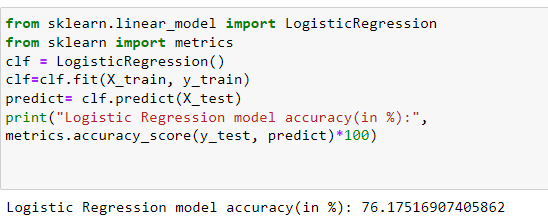 from sklearn.linear_model import LogisticRegression
from sklearn import metrics
clf = LogisticRegression()
clf=clf.fit(X_train, y_train)
predict= clf.predict(X_test)
print("Logistic Regression model accuracy(in %):",
metrics.accuracy_score(y_test, predict)*100)
Logistic Regression model accuracy(in %): 76.17516907405862